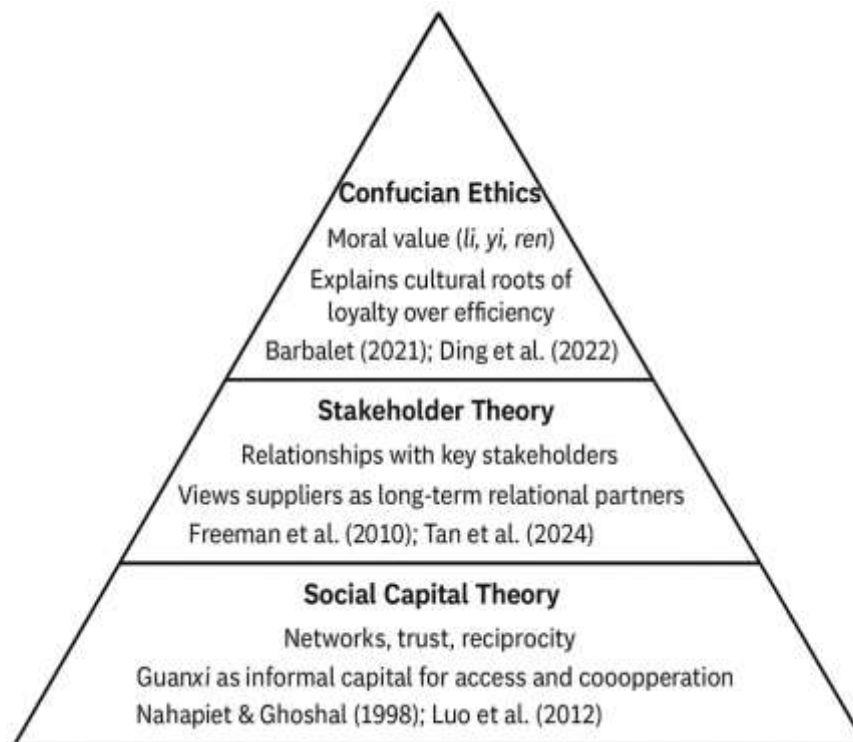 Confucian Ethics
Moral value (li, yi, ren)
Explains cultural roots of
loyalty over efficiency
Barbalet (2021); Ding et al. (2022)
Stakeholder Theory
Relationships with key stakeholders
Views suppliers as long-term relational partners
Freeman et al. (2010); Tan et al. (2024)
Social Capital Theory
Networks, trust, reciprocity
Guanxi as informal capital for access and cooopperation
Nahapiet & Ghoshal (1998); Luo et al. (2012)